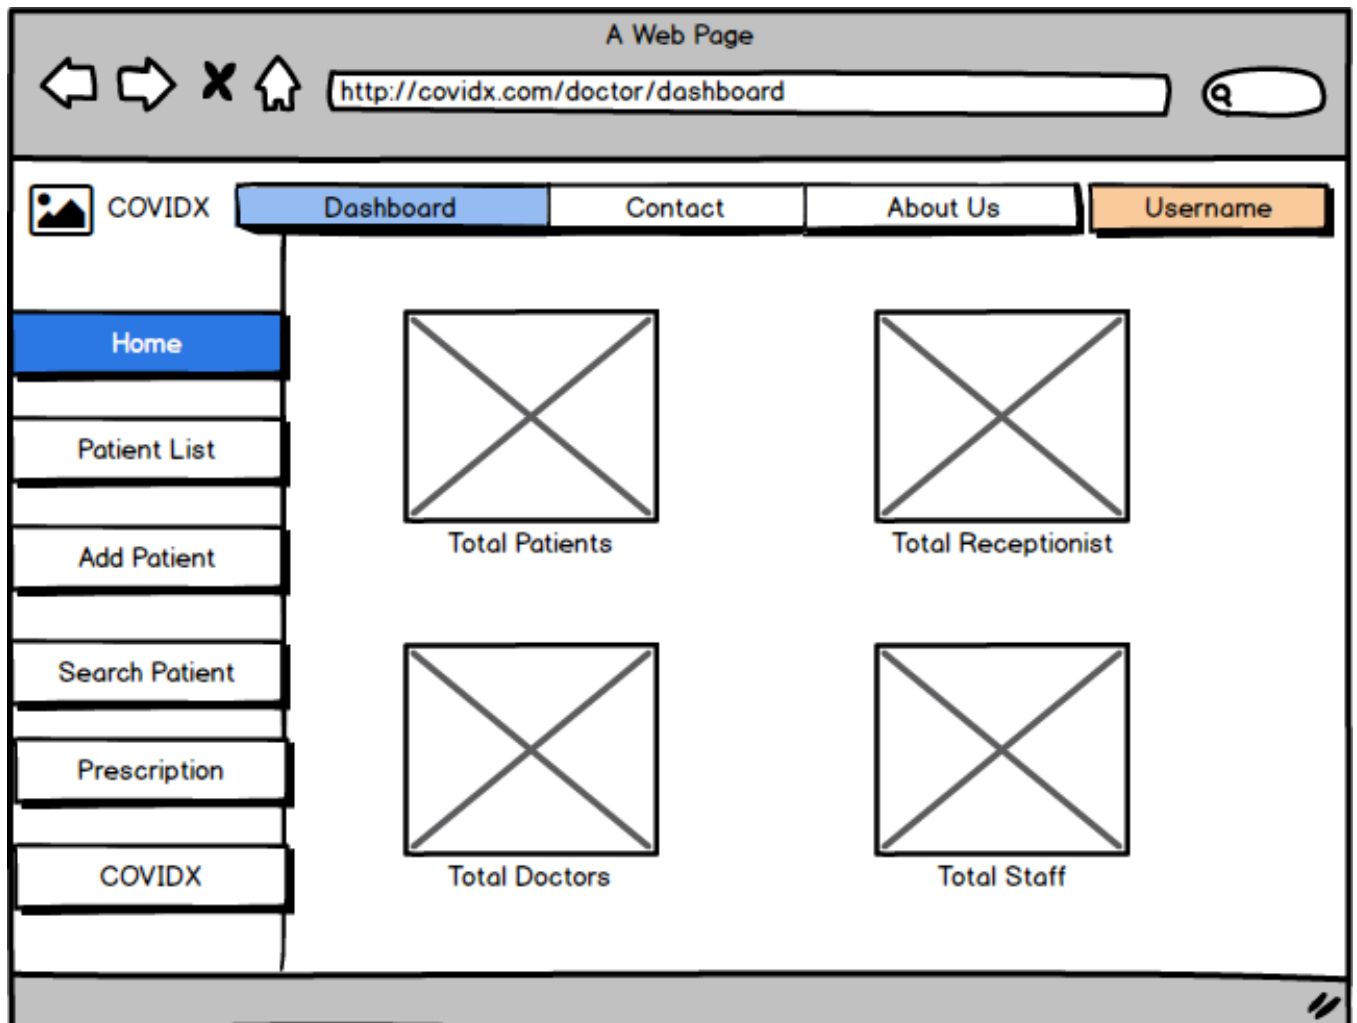 A Web Page
http://covidx.com/doctor/dashboard
COVIDX
Dashboard
Contact
About Us
Username
Home
Patient List
Add Patient
Search Patient
Prescription
COVIDX
Total Patients
Total Receptionist
Total Doctors
Total Staff